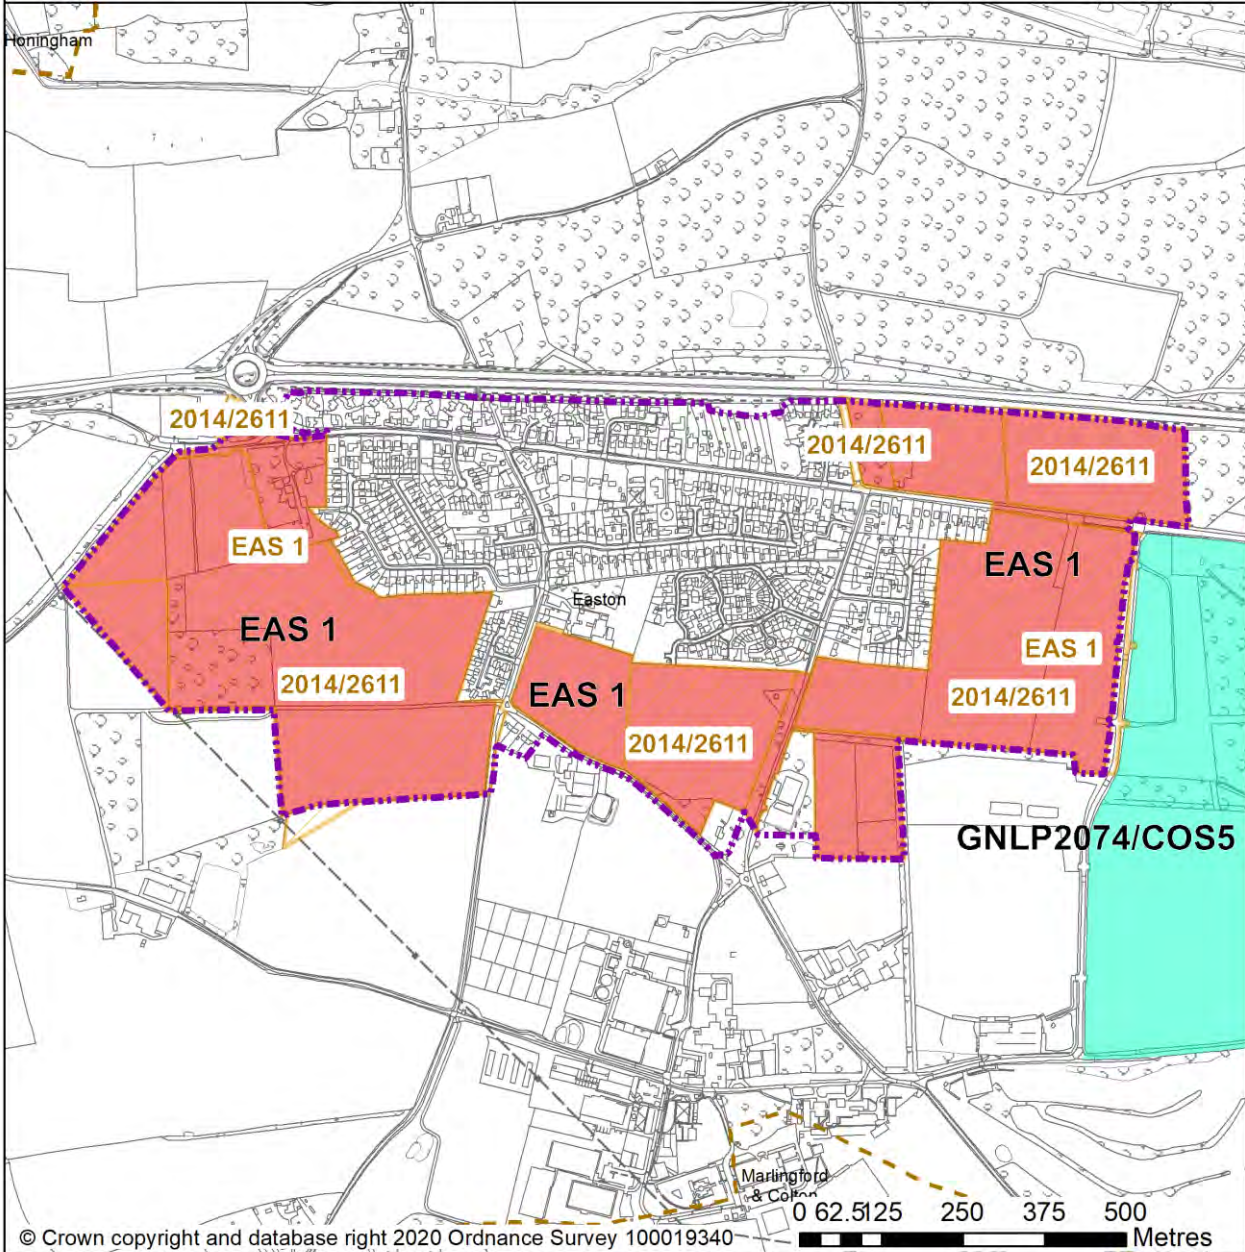 Honingham
2014/2611
2014/2611
2014/2611
EAS 1
EAS 1
Easton
EAS 1
EAS 1
2014/2611
EAS 1
2014/2611
2014/2611
GNLP2074/COS5
Marlingford
& Colton
0 62.5125 250 375 500
Metres
© Crown copyright and database right 2020 Ordnance Survey 100019340